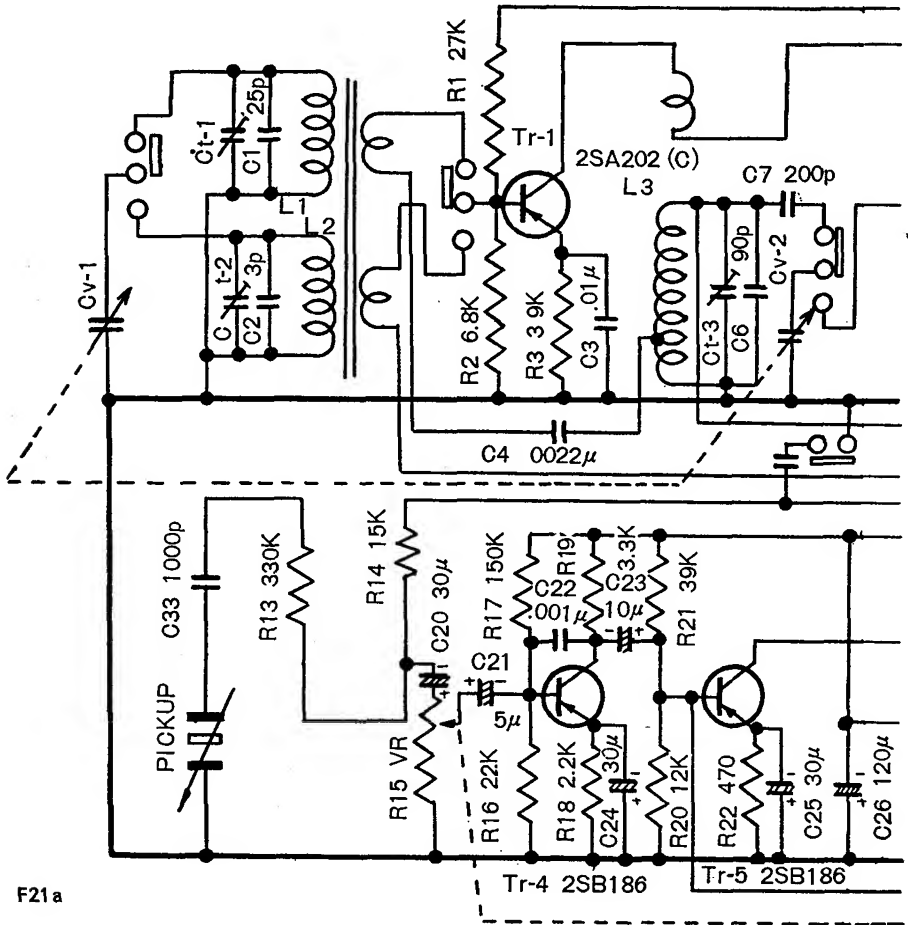 R1 27K
Ct-1
25p
C1
L1
L2
t-2
C
3p
C2
Cv-1
Tr-1
2SA202 (C)
L3
R2 6.8K
R3 3 9K
C3 .01μ
C7 200p
90p
Ct-3
C6
Cv-2
C4 0022μ
C33 1000p
R13 330K
R14 15K
C20 30μ
R17 150K
C22
001μ
R19
3.3K
C23
10μ
R21 39K
PICKUP
R15 VR
C21
5μ
R16 22K
R18 2.2K
C24 30μ
R20 12K
R22 470
C25 30μ
C26 120μ
Tr-4 2SB186
Tr-5 2SB186
F21a